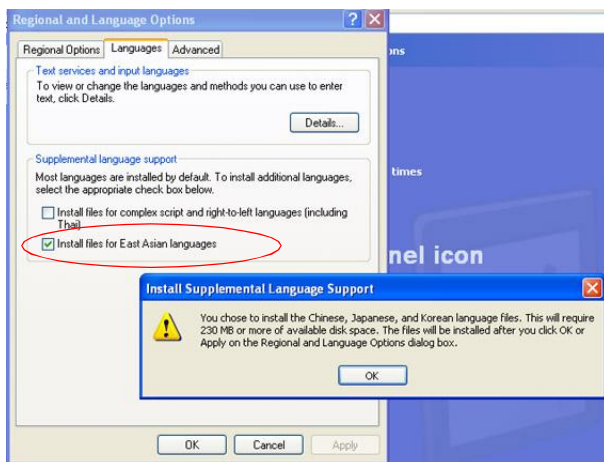 Regional and Language Options
Regional Options
Languages
Advanced
Text services and input languages
To view or change the languages and methods you can use to enter
text, click Details.
Details...
Supplemental language support
Most languages are installed by default. To install additional languages,
select the appropriate check box below.
Install files for complex script and right-to-left languages (including
Thai)
Install files for East Asian languages
ons
times
nel icon
Install Supplemental Language Support
You chose to install the Chinese, Japanese, and Korean language files. This will require
230 MB or more of available disk space. The files will be installed after you click OK or
Apply on the Regional and Language Options dialog box.
OK
OK
Cancel
Apply